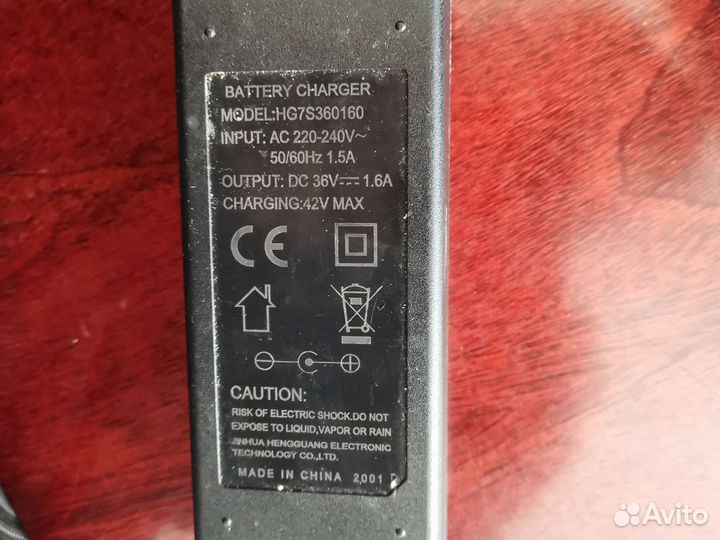 BATTERY CHARGER
MODEL:HG7S360160
INPUT: AC 220-240V~
50/60Hz 1.5A
OUTPUT: DC 36V⎓1.6A
CHARGING:42V MAX
CE
CAUTION:
RISK OF ELECTRIC SHOCK.DO NOT
EXPOSE TO LIQUID,VAPOR OR RAIN
JINHUA HENGGUANG ELECTRONIC
TECHNOLOGY CO.,LTD.
MADE IN CHINA 2001
Avito